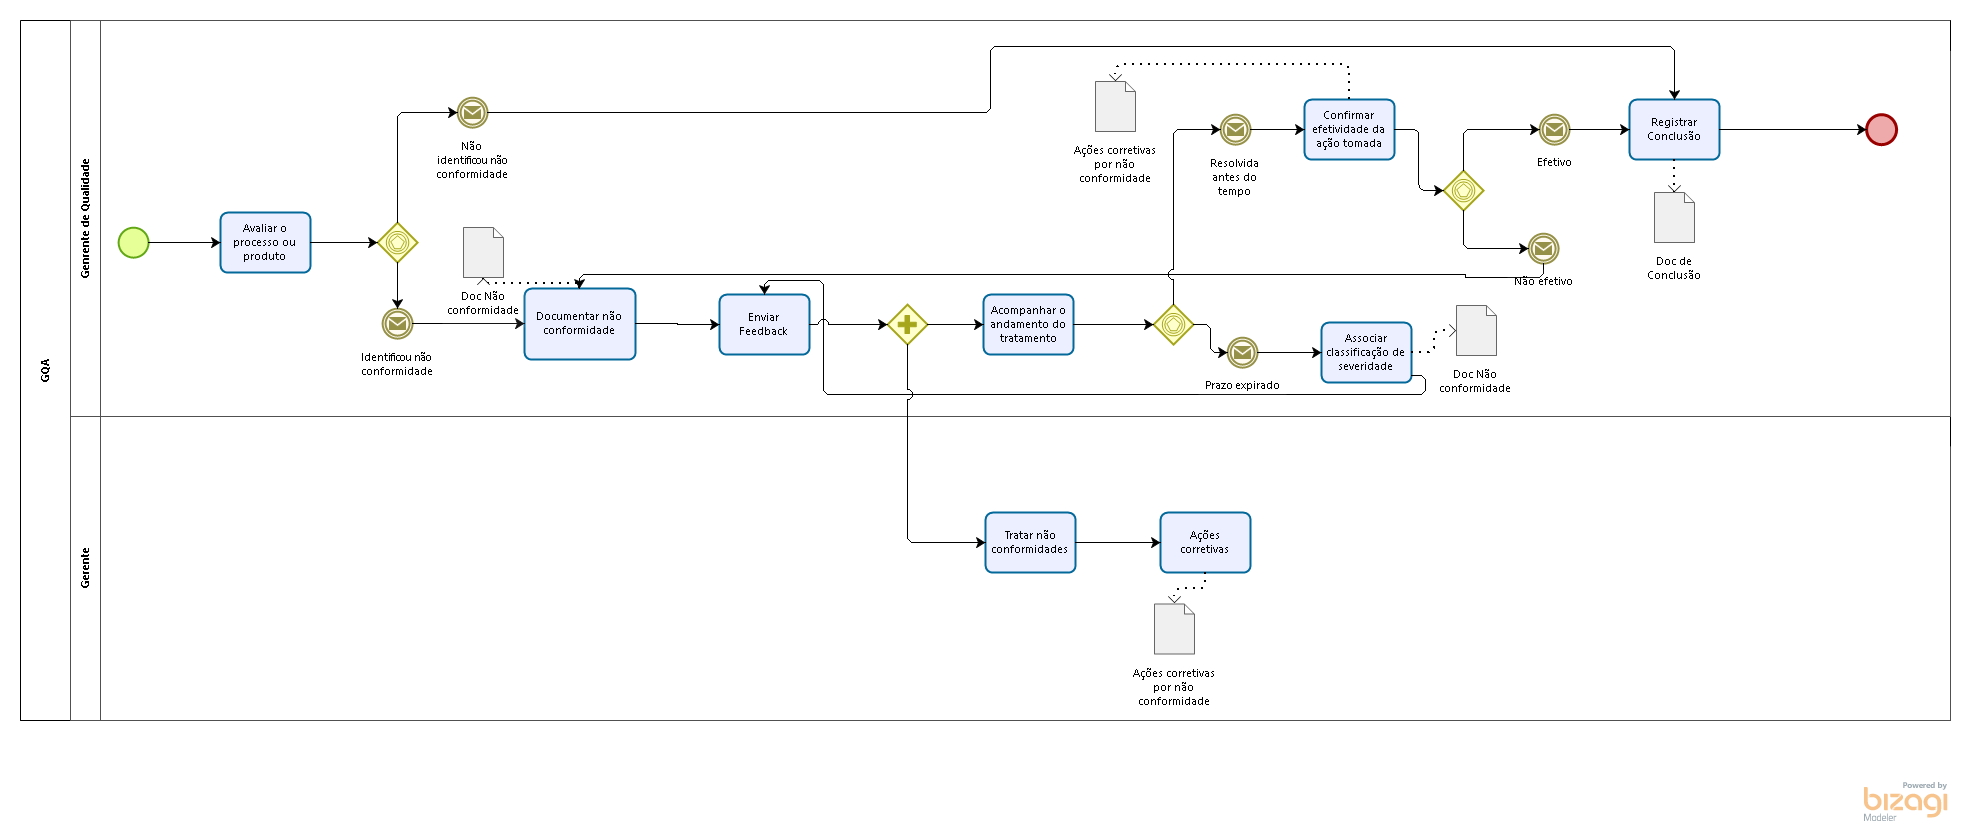 GQA
Genrente de Qualidade
Gerente
Avaliar o
processo ou
produto
Não
identificou não
conformidade
Identificou não
conformidade
Doc Não
conformidade
Documentar não
conformidade
Enviar
Feedback
Acompanhar o
andamento do
tratamento
Ações corretivas
por não
conformidade
Resolvida
antes do
tempo
Confirmar
efetividade da
ação tomada
Efetivo
Não efetivo
Registrar
Conclusão
Doc de
Conclusão
Prazo expirado
Associar
classificação de
severidade
Doc Não
conformidade
Tratar não
conformidades
Ações
corretivas
Ações corretivas
por não
conformidade
Powered by
bizagi
Modeler